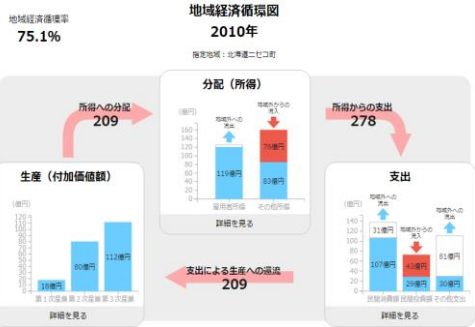 地域経済循環図
2010年
指定地域：北海道ニセコ町
地域経済循環率
75.1%
所得への分配
209
分配（所得）
(億円)
地域外への
流出
地域外からの
流入
160
140
120
100
80
60
40
20
0
119億円
76億円
83億円
雇用者所得
その他所得
詳細を見る
所得からの支出
278
生産（付加価値額）
(億円)
120
110
100
90
80
70
60
50
40
30
20
10
0
16億円
80億円
112億円
第1次産業
第2次産業
第3次産業
詳細を見る
支出による生産への還流
209
支出
(億円)
地域外への
流出
地域外からの
流入
地域外への
流出
140
120
100
80
60
40
20
0
31億円
107億円
43億円
29億円
81億円
30億円
民間消費額
民間投資額
その他支出
詳細を見る